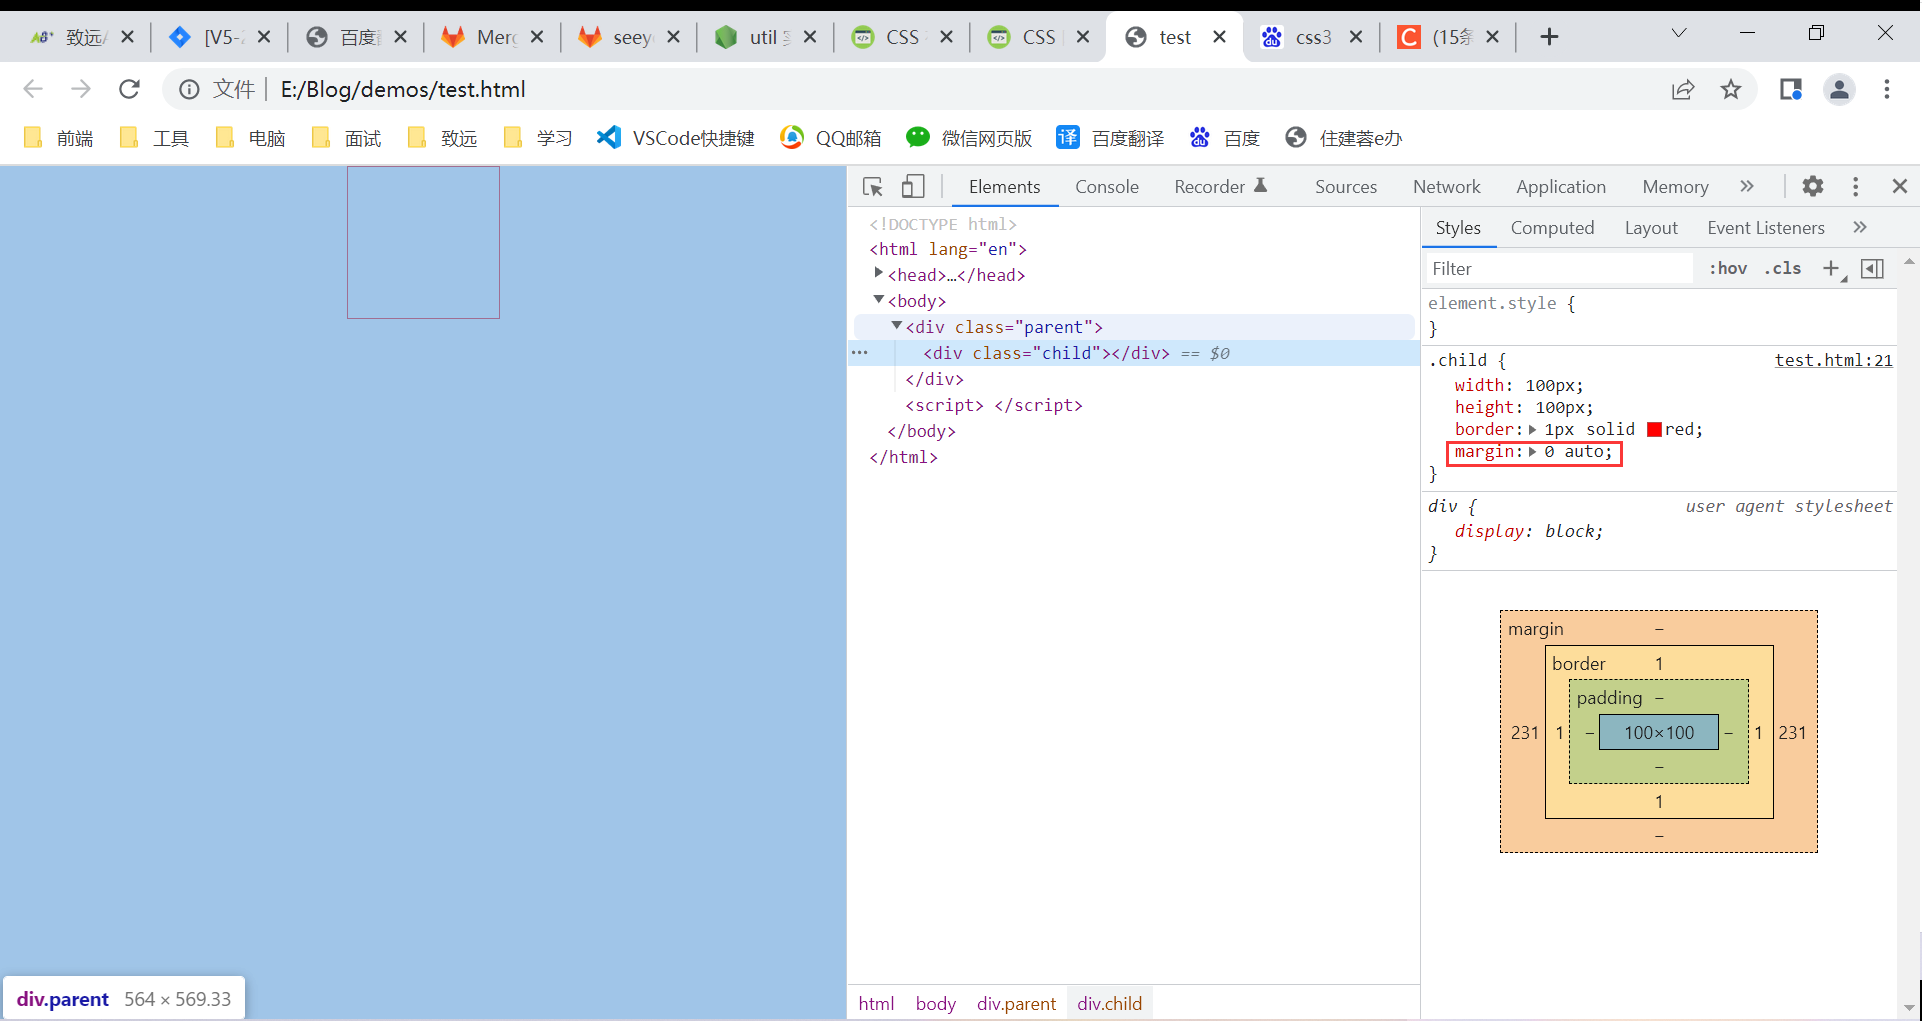 致远A
[V5-2
百度
Merg
seeyo
util 实
CSS
CSS
test
css3
(15条
文件
E:/Blog/demos/test.html
前端
工具
电脑
面试
致远
学习
VSCode快捷键
QQ邮箱
译
微信网页版
百度翻译
百度
住建蓉e办
Elements
Console
Recorder
Sources
Network
Application
Memory
<!DOCTYPE html>
<html lang="en">
<head>…</head>
<body>
<div class="parent">
<div class="child"></div> == $0
</div>
<script> </script>
</body>
</html>
Styles
Computed
Layout
Event Listeners
Filter
:hov
.cls
element.style {
}
.child {
test.html:21
width: 100px;
height: 100px;
border: 1px solid red;
margin: 0 auto;
}
div {
user agent stylesheet
display: block;
}
margin –
border 1
padding –
231 1 – 100×100 – 1 231
–
1
–
div.parent 564 × 569.33
html
body
div.parent
div.child